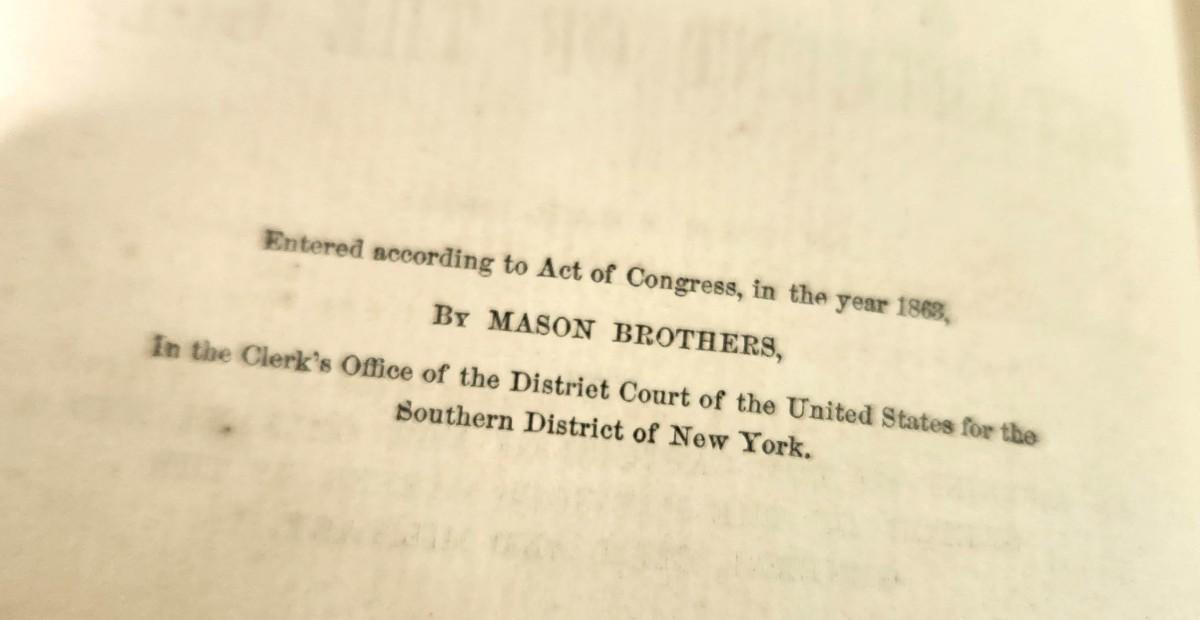 Entered according to Act of Congress, in the year 1863,
By MASON BROTHERS,
In the Clerk's Office of the District Court of the United States for the
Southern District of New York.